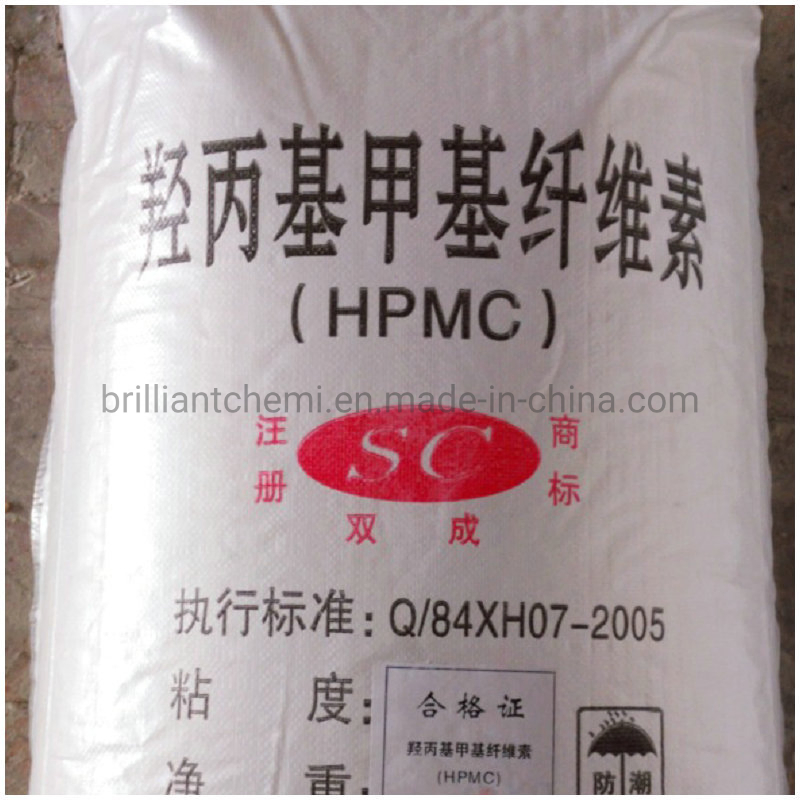 羟丙基甲基纤维素
(HPMC)
brilliantchemi.en.made-in-china.com
注册 SC 商标
双成
执行标准: Q/84XH07-2005
粘度:
合格证
羟丙基甲基纤维素
(HPMC)
净重:
防潮